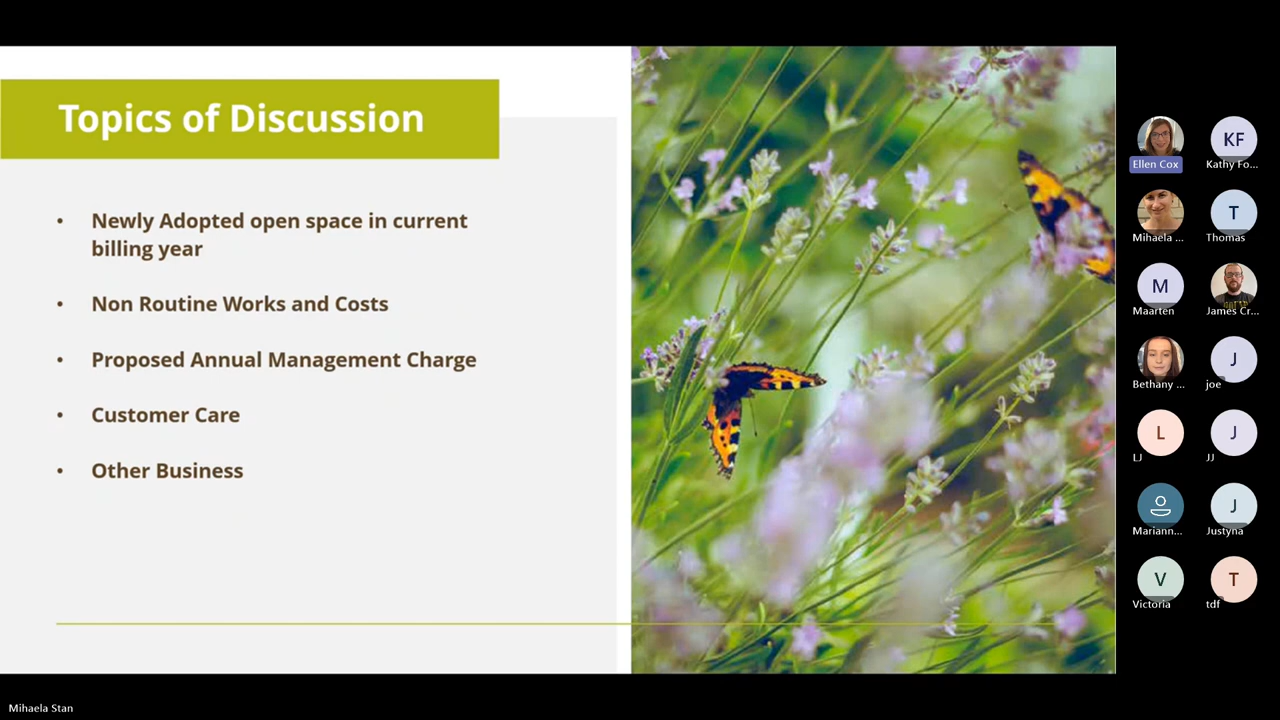 Topics of Discussion
• Newly Adopted open space in current
billing year
• Non Routine Works and Costs
• Proposed Annual Management Charge
• Customer Care
• Other Business
Ellen Cox
KF
Kathy Fo...
Mihaela ...
T
Thomas
M
Maarten
James Cr...
Bethany ...
J
joe
L
LJ
J
JJ
Mariann...
J
Justyna
V
Victoria
T
tdf
Mihaela Stan